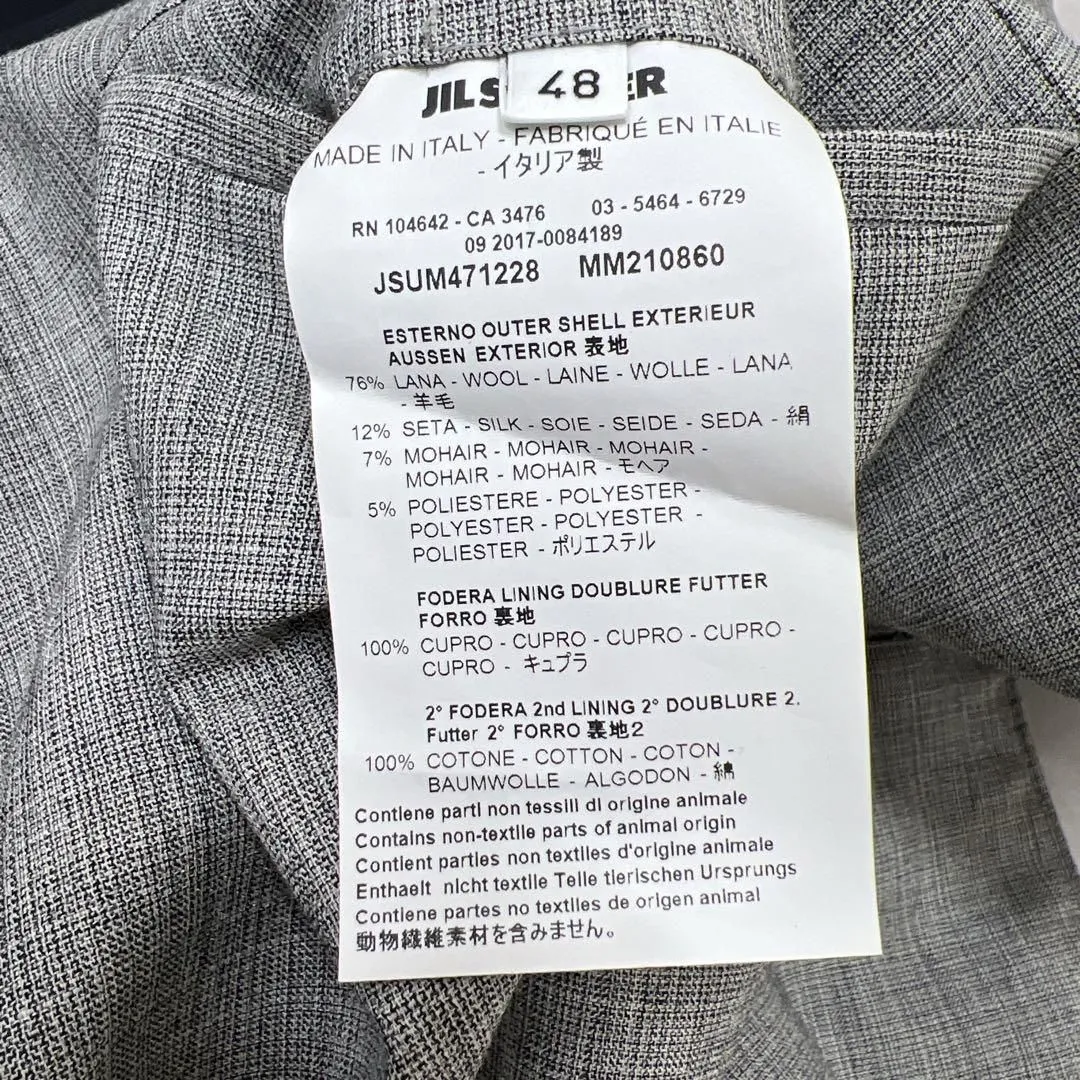 JIL S ER
48
MADE IN ITALY - FABRIQUÉ EN ITALIE
- イタリア製
RN 104642 - CA 3476 03 - 5464 - 6729
09 2017-0084189
JSUM471228 MM210860
ESTERNO OUTER SHELL EXTERIEUR
AUSSEN EXTERIOR 表地
76% LANA - WOOL - LAINE - WOLLE - LANA
- 羊毛
12% SETA - SILK - SOIE - SEIDE - SEDA - 絹
7% MOHAIR - MOHAIR - MOHAIR -
MOHAIR - MOHAIR - モヘア
5% POLIESTERE - POLYESTER -
POLYESTER - POLYESTER -
POLIESTER - ポリエステル
FODERA LINING DOUBLURE FUTTER
FORRO 裏地
100% CUPRO - CUPRO - CUPRO - CUPRO -
CUPRO - キュプラ
2° FODERA 2nd LINING 2° DOUBLURE 2.
Futter 2° FORRO 裏地2
100% COTONE - COTTON - COTON -
BAUMWOLLE - ALGODON - 綿
Contiene parti non tessili di origine animale
Contains non-textile parts of animal origin
Contient parties non textiles d'origine animale
Enthaelt nicht textile Teile tierischen Ursprungs
Contiene partes no textiles de origen animal
動物繊維素材を含みません。